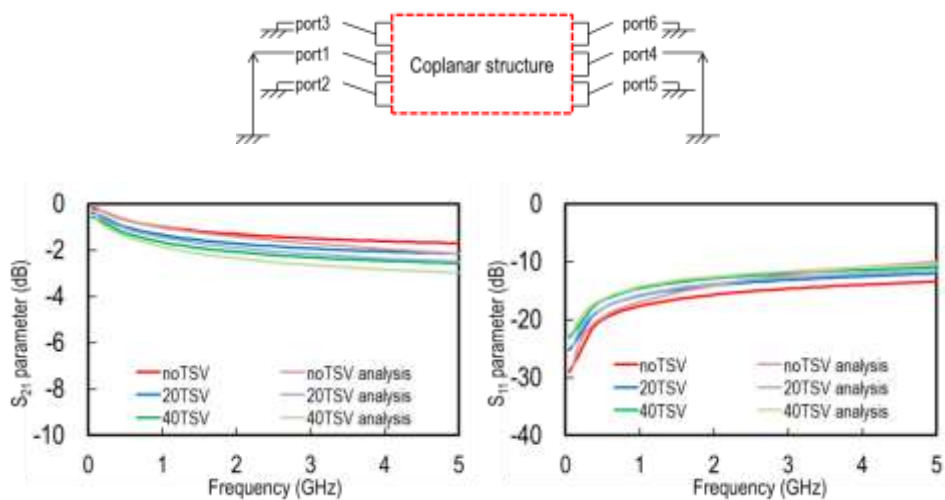 port3
port6
port1
Coplanar structure
port4
port2
port5
0
-2
-4
-6
-8
-10
S21 parameter (dB)
noTSV
noTSV analysis
20TSV
20TSV analysis
40TSV
40TSV analysis
0 1 2 3 4 5
Frequency (GHz)
0
-10
-20
-30
-40
S11 parameter (dB)
noTSV
noTSV analysis
20TSV
20TSV analysis
40TSV
40TSV analysis
0 1 2 3 4 5
Frequency (GHz)